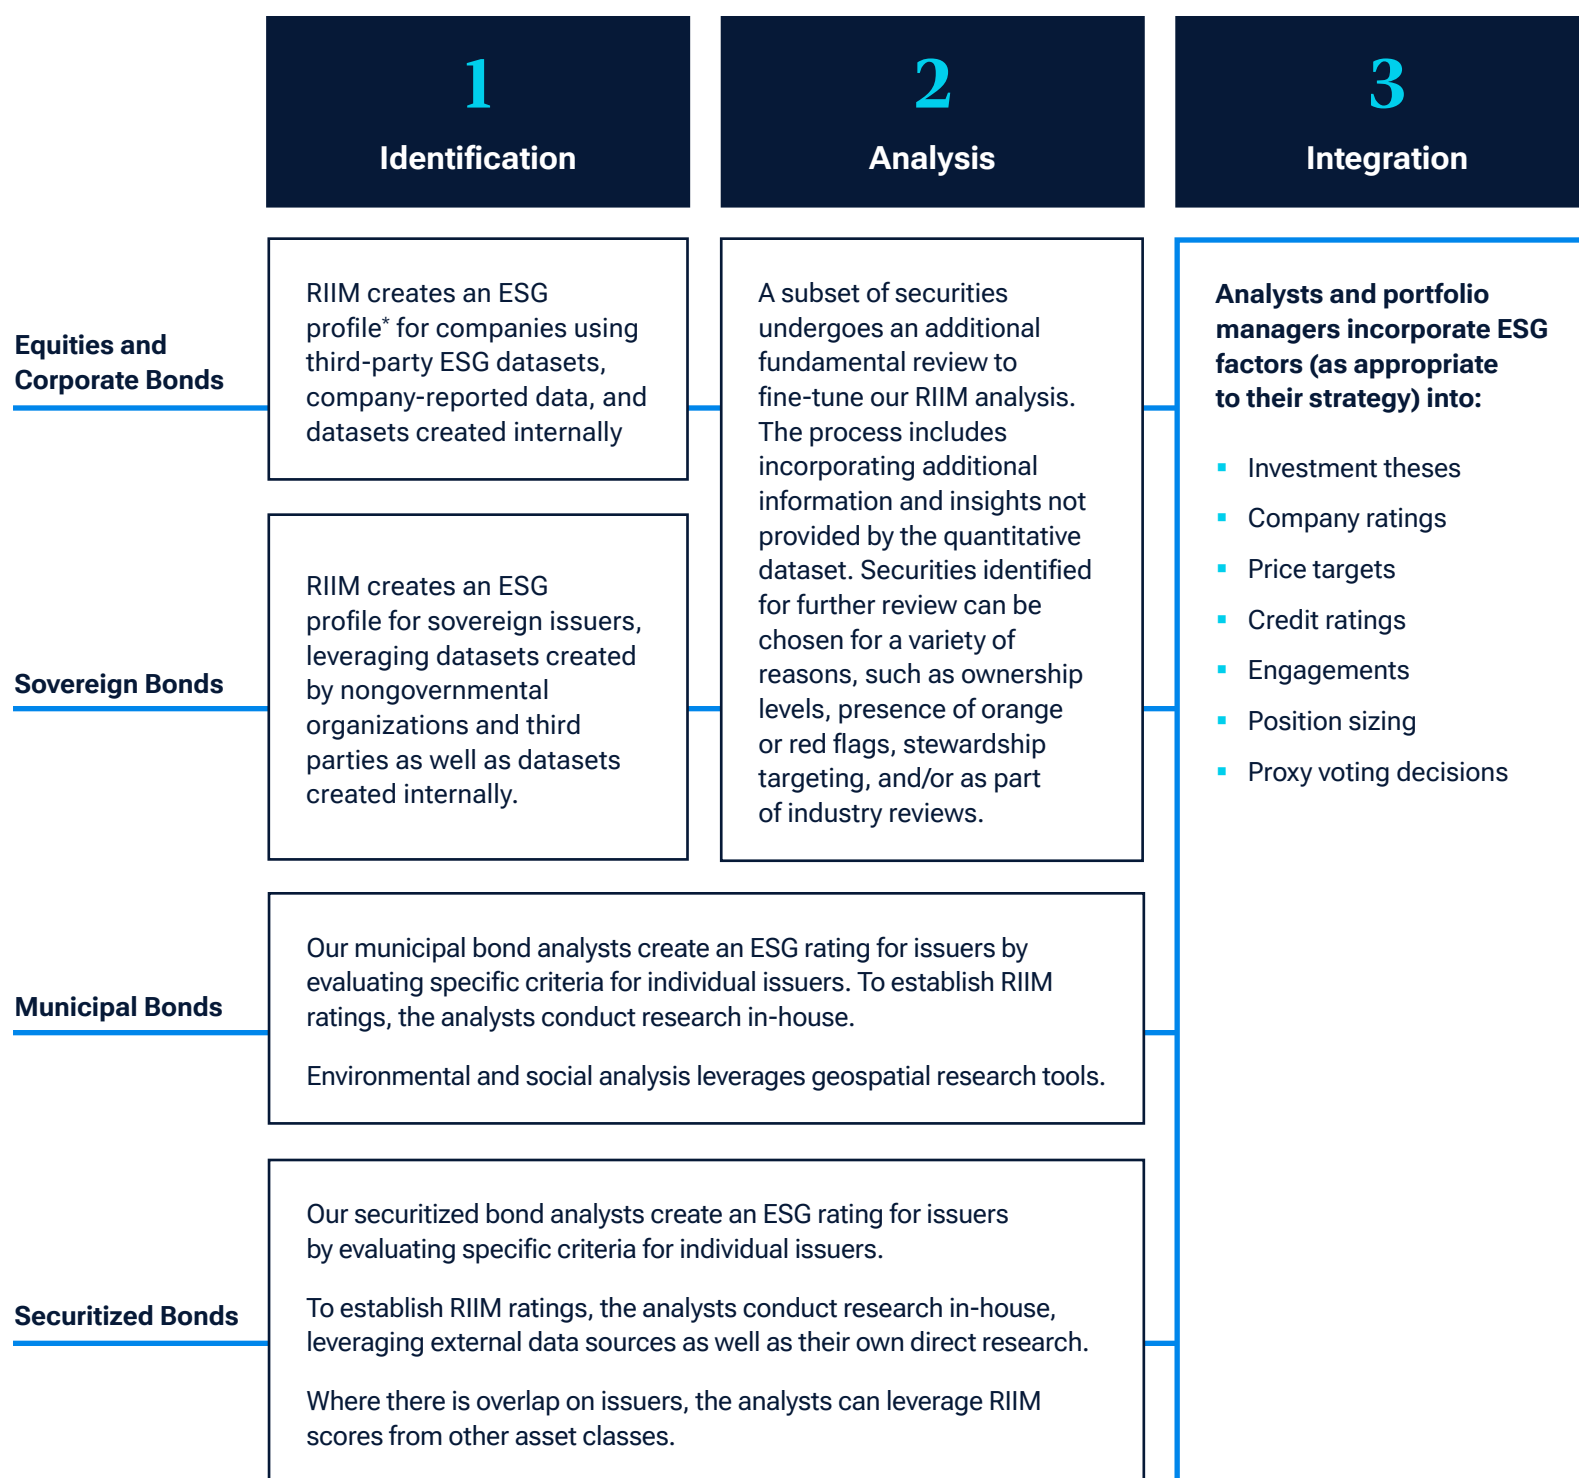 1
Identification
2
Analysis
3
Integration
Equities and
Corporate Bonds
RIIM creates an ESG
profile* for companies using
third-party ESG datasets,
company-reported data, and
datasets created internally
Sovereign Bonds
RIIM creates an ESG
profile for sovereign issuers,
leveraging datasets created
by nongovernmental
organizations and third
parties as well as datasets
created internally.
A subset of securities
undergoes an additional
fundamental review to
fine-tune our RIIM analysis.
The process includes
incorporating additional
information and insights not
provided by the quantitative
dataset. Securities identified
for further review can be
chosen for a variety of
reasons, such as ownership
levels, presence of orange
or red flags, stewardship
targeting, and/or as part
of industry reviews.
Municipal Bonds
Our municipal bond analysts create an ESG rating for issuers by
evaluating specific criteria for individual issuers. To establish RIIM
ratings, the analysts conduct research in-house.
Environmental and social analysis leverages geospatial research tools.
Securitized Bonds
Our securitized bond analysts create an ESG rating for issuers
by evaluating specific criteria for individual issuers.
To establish RIIM ratings, the analysts conduct research in-house,
leveraging external data sources as well as their own direct research.
Where there is overlap on issuers, the analysts can leverage RIIM
scores from other asset classes.
Analysts and portfolio
managers incorporate ESG
factors (as appropriate
to their strategy) into:
▪ Investment theses
▪ Company ratings
▪ Price targets
▪ Credit ratings
▪ Engagements
▪ Position sizing
▪ Proxy voting decisions